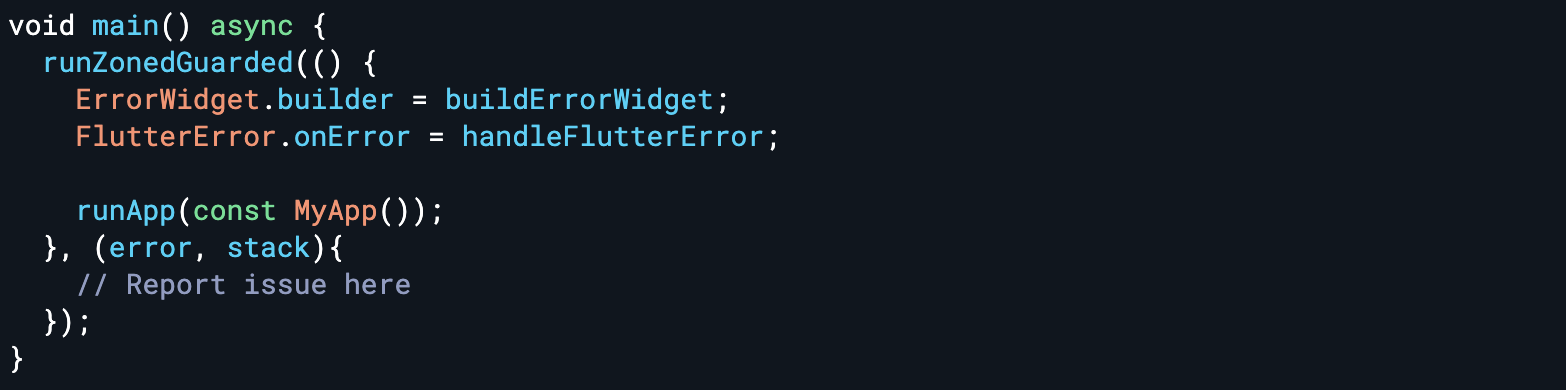 void main() async {
  runZonedGuarded(() {
    ErrorWidget.builder = buildErrorWidget;
    FlutterError.onError = handleFlutterError;

    runApp(const MyApp());
  }, (error, stack){
    // Report issue here
  });
}